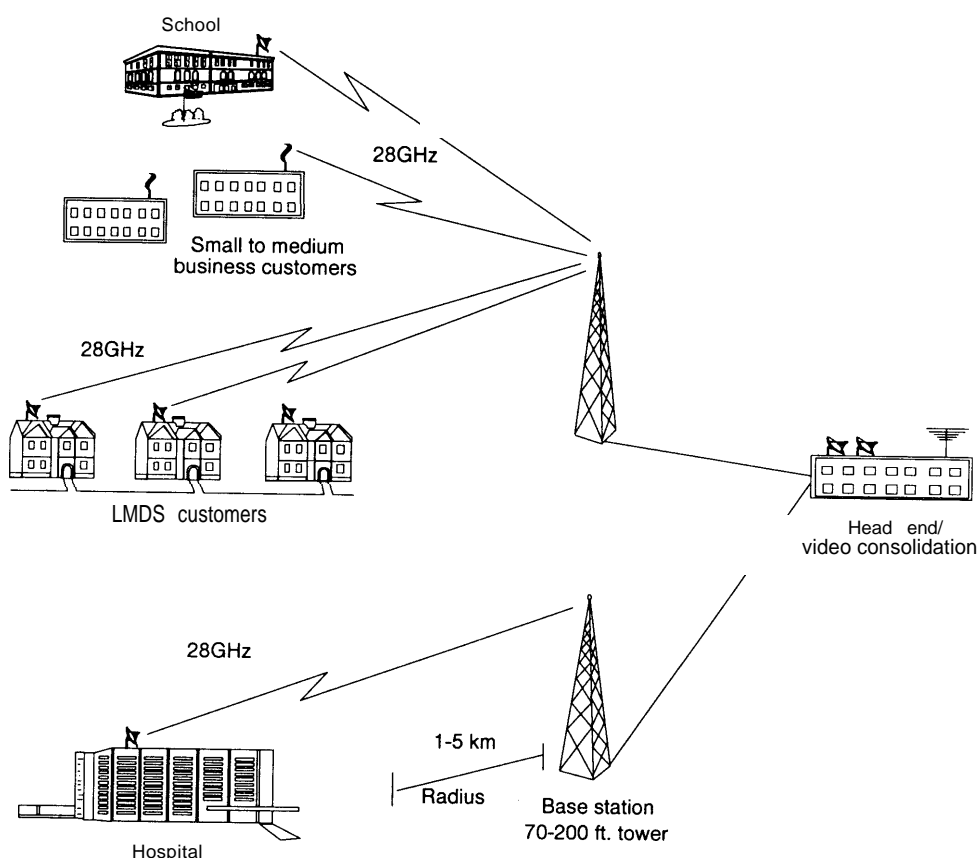 School
28GHz
Small to medium
business customers
28GHz
LMDS customers
Head end/
video consolidation
28GHz
1-5 km
Radius
Base station
70-200 ft. tower
Hospital